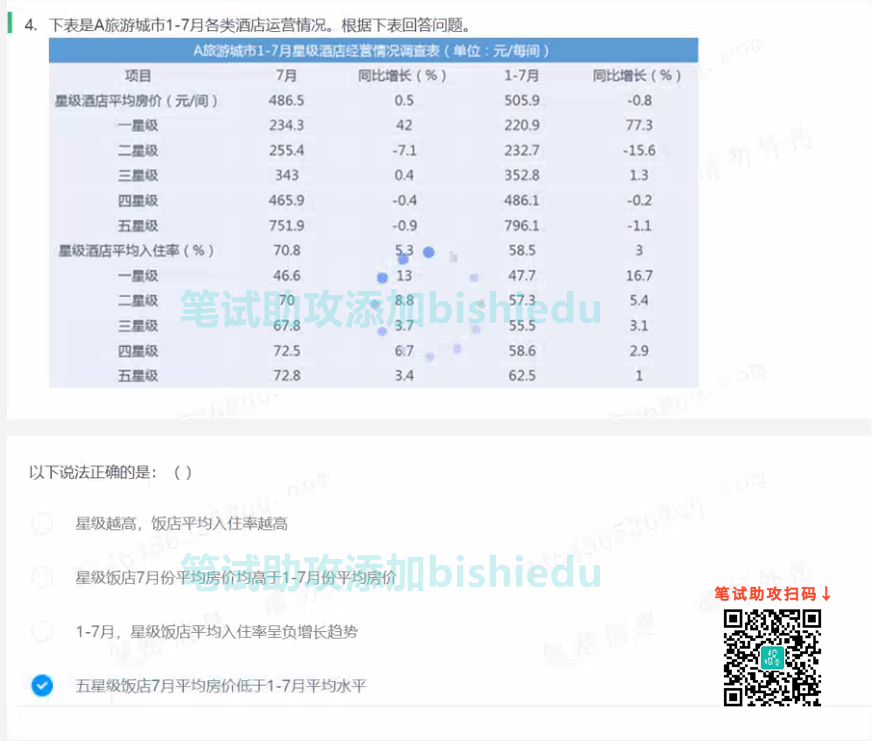 4. 下表是A旅游城市1-7月各类酒店运营情况。根据下表回答问题。
A旅游城市1-7月星级酒店经营情况调查表（单位：元/每间）
项目 7月 同比增长（%） 1-7月 同比增长（%）
星级酒店平均房价（元/间） 486.5 0.5 505.9 -0.8
一星级 234.3 42 220.9 77.3
二星级 255.4 -7.1 232.7 -15.6
三星级 343 0.4 352.8 1.3
四星级 465.9 -0.4 486.1 -0.2
五星级 751.9 -0.9 796.1 -1.1
星级酒店平均入住率（%） 70.8 5.3 58.5 3
一星级 46.6 13 47.7 16.7
二星级 70 8.8 57.3 5.4
笔试助攻添加bishiedu
三星级 67.8 3.7 55.5 3.1
四星级 72.5 6.7 58.6 2.9
五星级 72.8 3.4 62.5 1
以下说法正确的是：（ ）
星级越高，饭店平均入住率越高
笔试助攻添加bishiedu
星级饭店7月份平均房价均高于1-7月份平均房价
笔试助攻扫码↓
1-7月，星级饭店平均入住率呈负增长趋势
五星级饭店7月平均房价低于1-7月平均水平